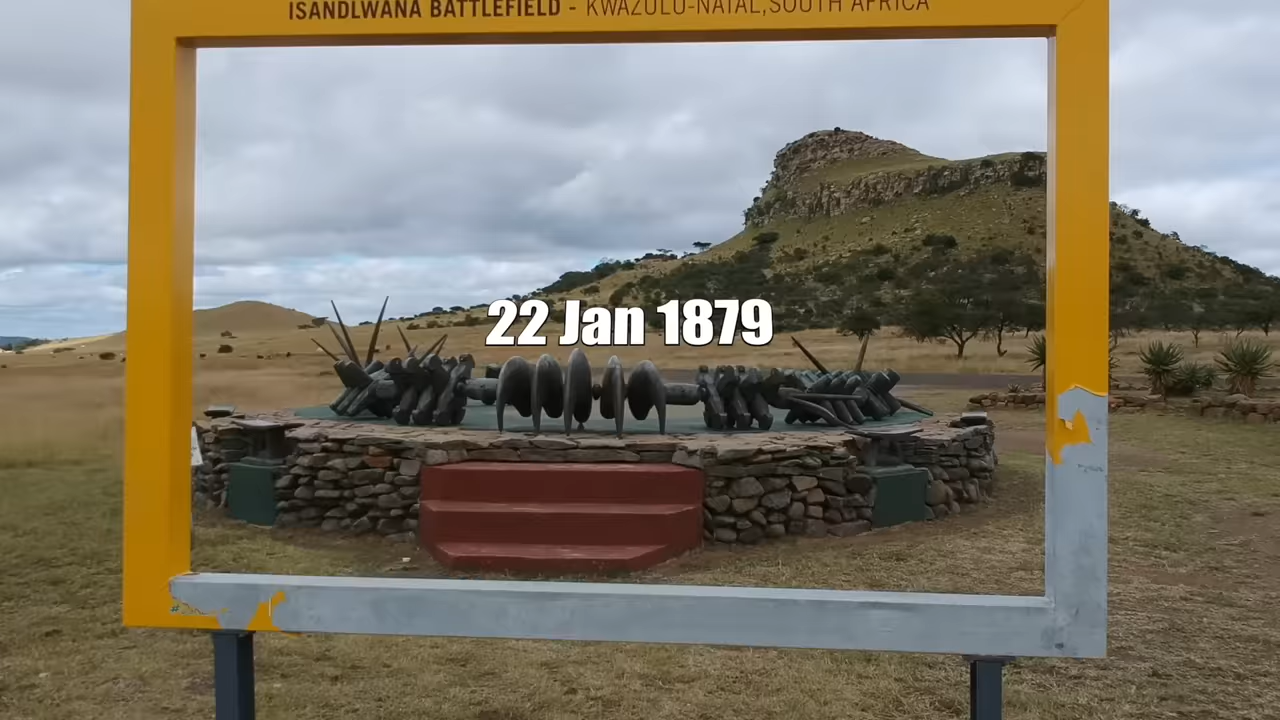 ISANDLWANA BATTLEFIELD - KWAZULU-NATAL, SOUTH AFRICA
22 Jan 1879